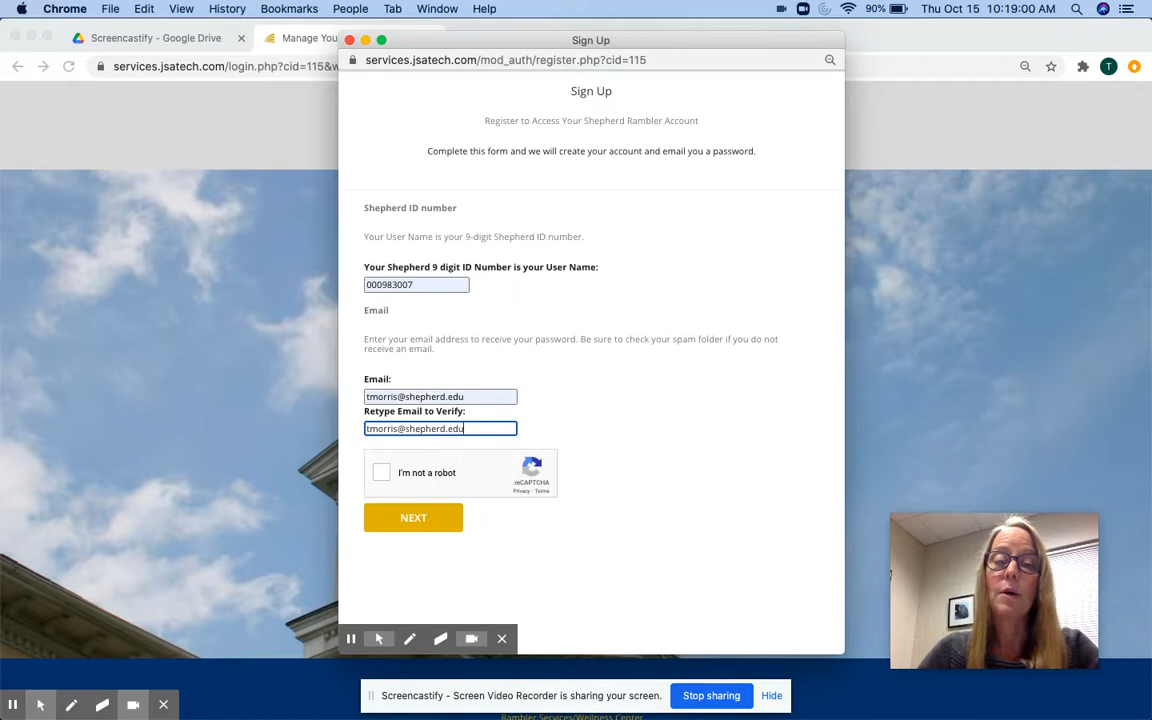 Chrome File Edit View History Bookmarks People Tab Window Help 90% Thu Oct 15 10:19:00 AM
Screencastify - Google Drive Manage You
Sign Up
services.jsatech.com/login.php?cid=115&w
services.jsatech.com/mod_auth/register.php?cid=115
T
Sign Up
Register to Access Your Shepherd Rambler Account
Complete this form and we will create your account and email you a password.
Shepherd ID number
Your User Name is your 9-digit Shepherd ID number.
Your Shepherd 9 digit ID Number is your User Name:
000983007
Email
Enter your email address to receive your password. Be sure to check your spam folder if you do not
receive an email.
Email:
tmorris@shepherd.edu
Retype Email to Verify:
tmorris@shepherd.edu
I'm not a robot
reCAPTCHA
Privacy - Terms
NEXT
Screencastify - Screen Video Recorder is sharing your screen. Stop sharing Hide
Rambler Services/Wellness Center